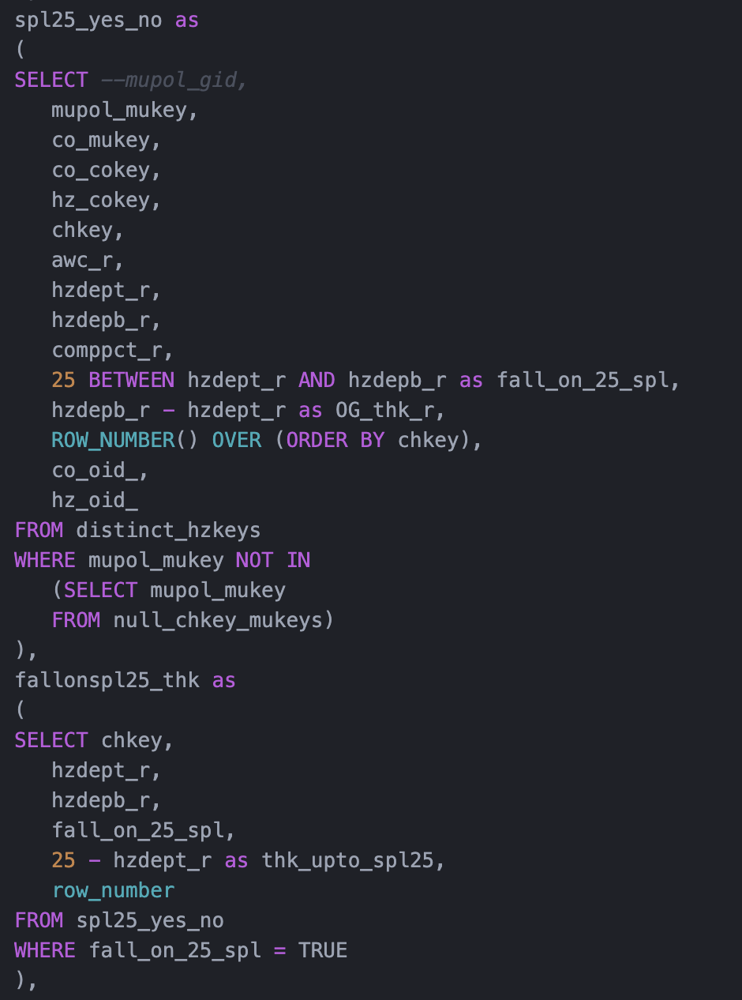 spl25_yes_no as
(
SELECT --mupol_gid,
   mupol_mukey,
   co_mukey,
   co_cokey,
   hz_cokey,
   chkey,
   awc_r,
   hzdept_r,
   hzdepb_r,
   comppct_r,
   25 BETWEEN hzdept_r AND hzdepb_r as fall_on_25_spl,
   hzdepb_r - hzdept_r as OG_thk_r,
   ROW_NUMBER() OVER (ORDER BY chkey),
   co_oid_,
   hz_oid_
FROM distinct_hzkeys
WHERE mupol_mukey NOT IN
   (SELECT mupol_mukey
   FROM null_chkey_mukeys)
),
fallonspl25_thk as
(
SELECT chkey,
   hzdept_r,
   hzdepb_r,
   fall_on_25_spl,
   25 - hzdept_r as thk_upto_spl25,
   row_number
FROM spl25_yes_no
WHERE fall_on_25_spl = TRUE
),